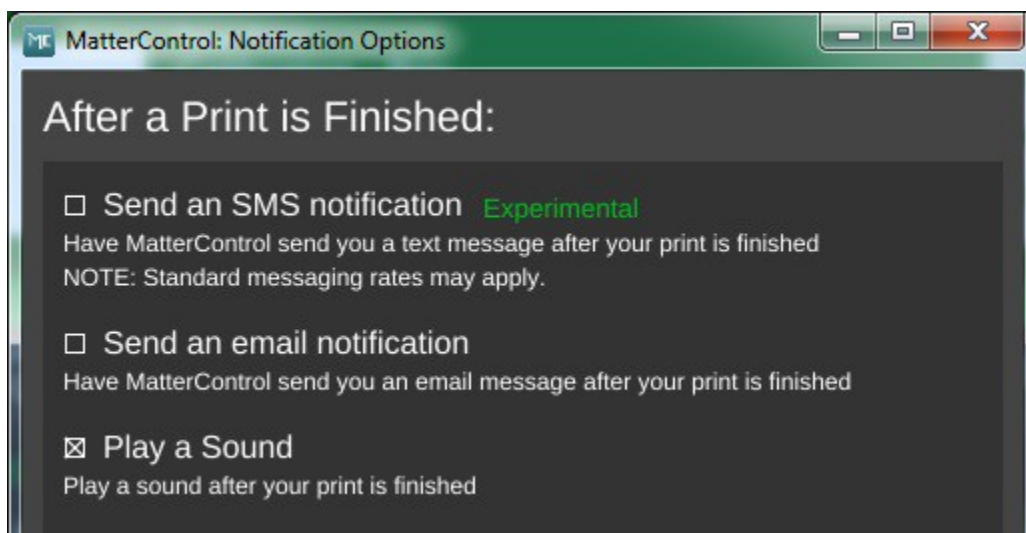 MC MatterControl: Notification Options
After a Print is Finished:
Send an SMS notification Experimental
Have MatterControl send you a text message after your print is finished
NOTE: Standard messaging rates may apply.
Send an email notification
Have MatterControl send you an email message after your print is finished
Play a Sound
Play a sound after your print is finished